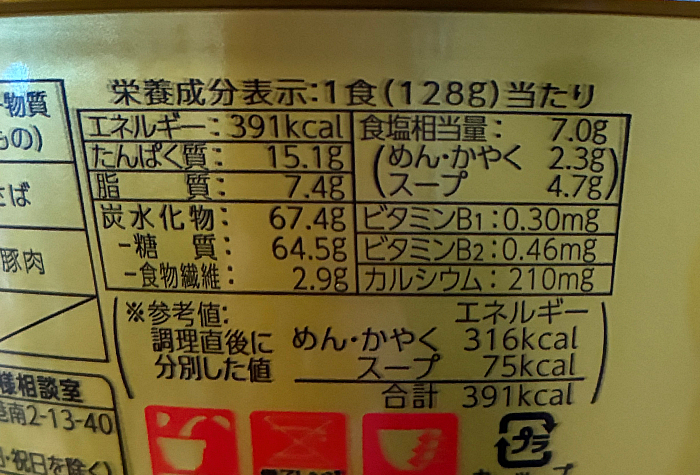 栄養成分表示:1食(128g)当たり
エネルギー: 391kcal
たんぱく質: 15.1g
脂 質: 7.4g
炭水化物: 67.4g
-糖 質: 64.5g
-食物繊維: 2.9g
食塩相当量: 7.0g
(めん・かやく 2.3g
スープ 4.7g)
ビタミンB1:0.30mg
ビタミンB2:0.46mg
カルシウム:210mg
(※参考値:
調理直後に
分別した値
エネルギー
めん・かやく 316kcal
スープ 75kcal
合計 391kcal)
物質
の)
ば
豚肉
様相談室
港南2-13-40
・祝日を除く)
プラ